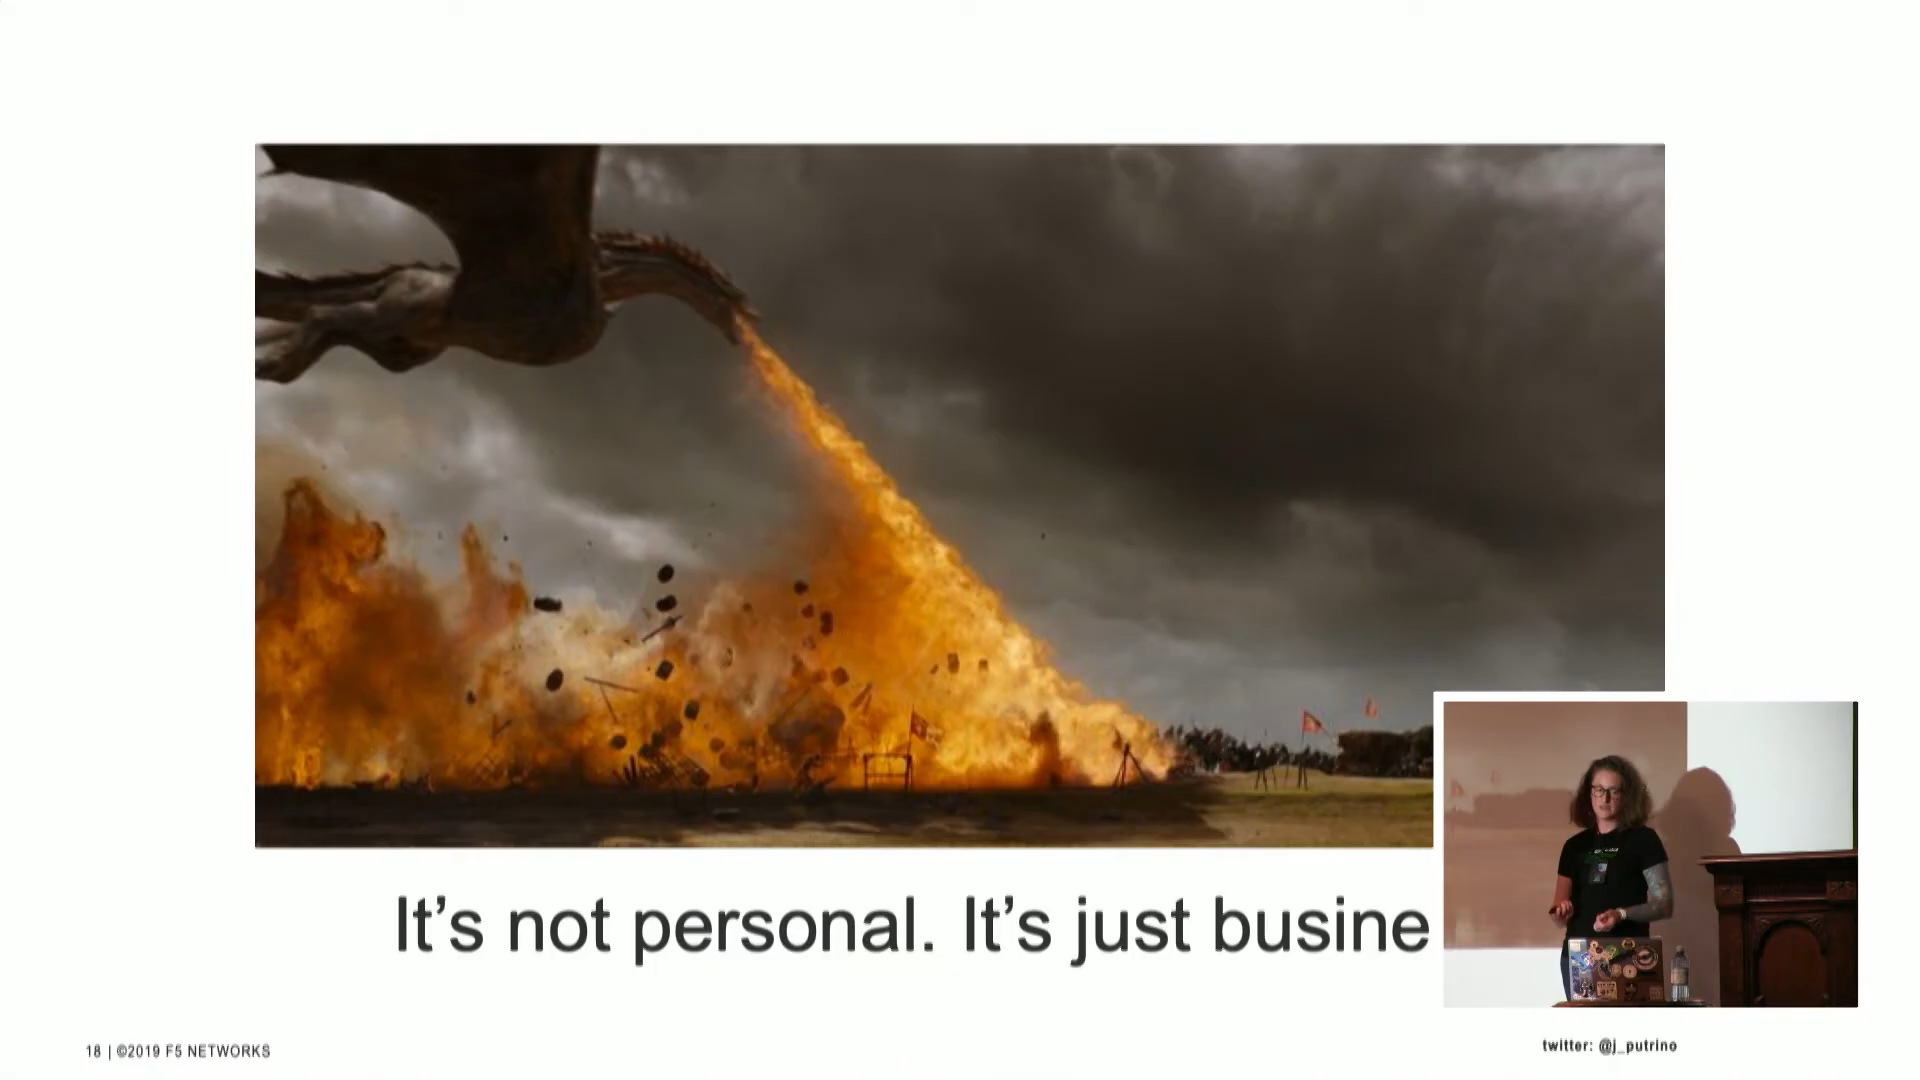 It's not personal. It's just busine
18 | ©2019 F5 NETWORKS
twitter: @j_putrino